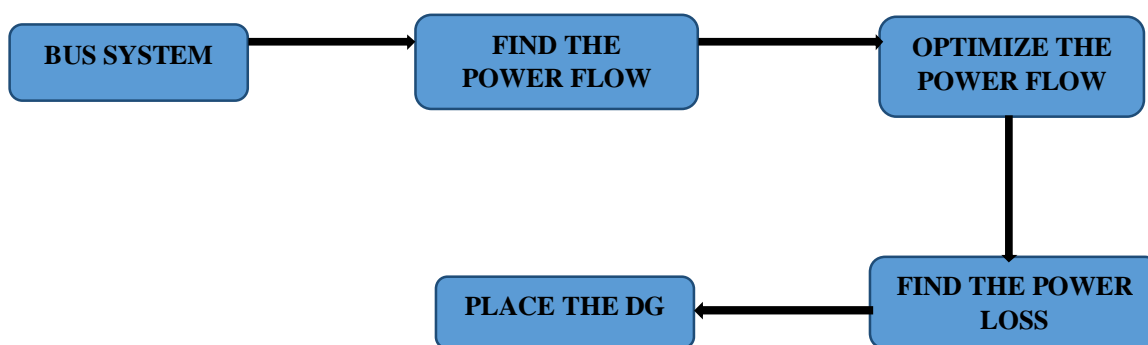 BUS SYSTEM
FIND THE
POWER FLOW
OPTIMIZE THE
POWER FLOW
FIND THE POWER
LOSS
PLACE THE DG